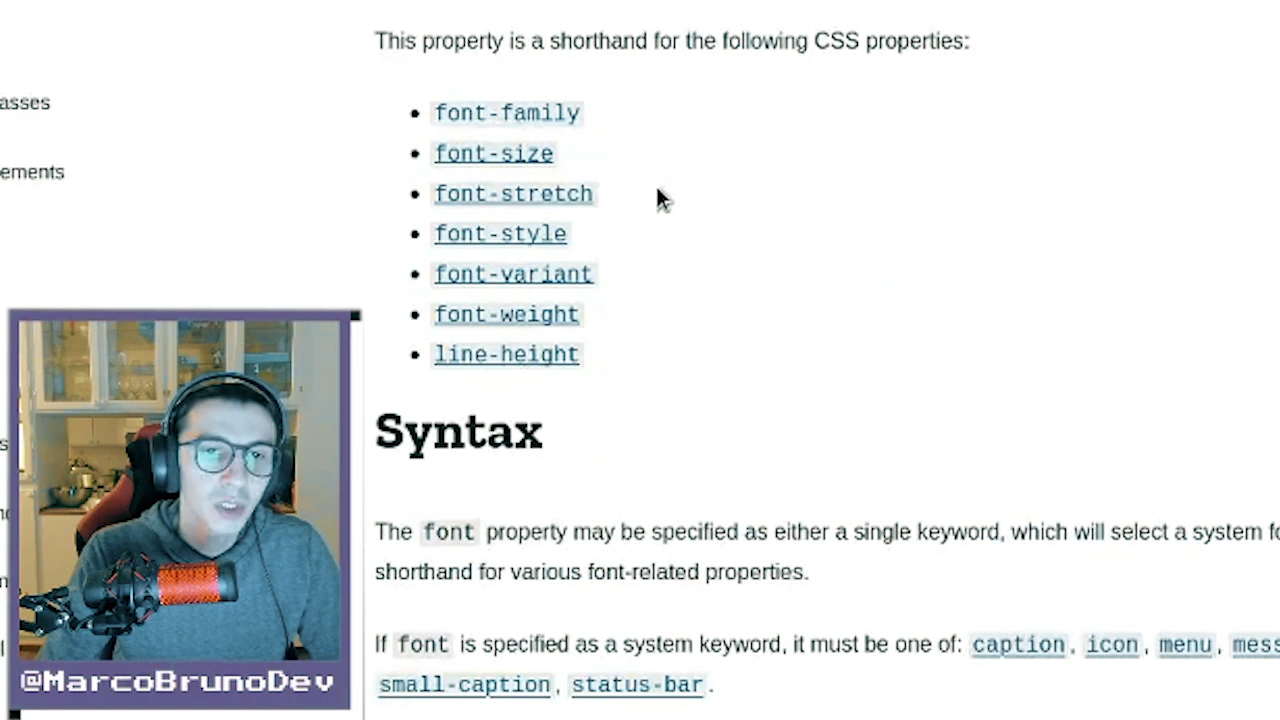 This property is a shorthand for the following CSS properties:
asses
ements
font-family
font-size
font-stretch
font-style
font-variant
font-weight
line-height
Syntax
The font property may be specified as either a single keyword, which will select a system fo
shorthand for various font-related properties.
If font is specified as a system keyword, it must be one of: caption, icon, menu, mess
small-caption, status-bar.
@MarcoBrunoDev